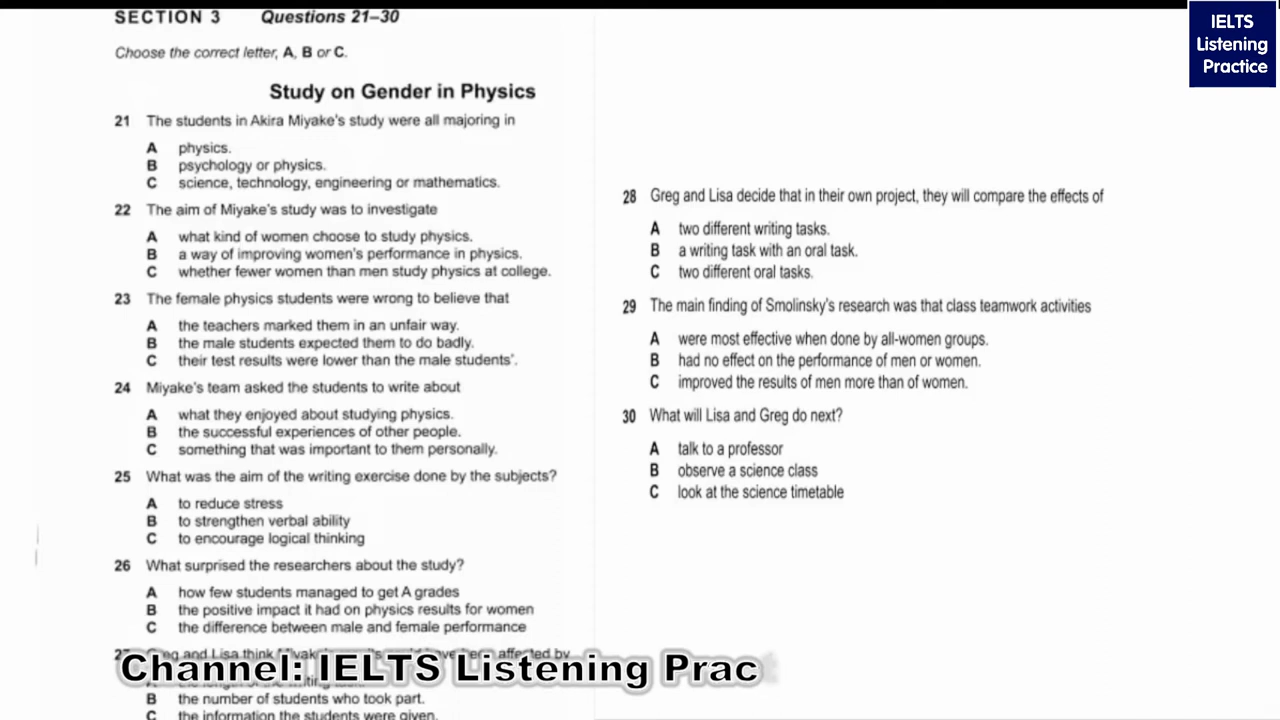 SECTION 3 Questions 21–30
Choose the correct letter, A, B or C.
Study on Gender in Physics
21 The students in Akira Miyake's study were all majoring in
A physics.
B psychology or physics.
C science, technology, engineering or mathematics.
22 The aim of Miyake's study was to investigate
A what kind of women choose to study physics.
B a way of improving women's performance in physics.
C whether fewer women than men study physics at college.
23 The female physics students were wrong to believe that
A the teachers marked them in an unfair way.
B the male students expected them to do badly.
C their test results were lower than the male students'.
24 Miyake's team asked the students to write about
A what they enjoyed about studying physics.
B the successful experiences of other people.
C something that was important to them personally.
25 What was the aim of the writing exercise done by the subjects?
A to reduce stress
B to strengthen verbal ability
C to encourage logical thinking
26 What surprised the researchers about the study?
A how few students managed to get A grades
B the positive impact it had on physics results for women
C the difference between male and female performance
Greg and Lisa think affected by
Channel: IELTS Listening Prac
B the number of students who took part.
C the information the students were given.
28 Greg and Lisa decide that in their own project, they will compare the effects of
A two different writing tasks.
B a writing task with an oral task.
C two different oral tasks.
29 The main finding of Smolinsky's research was that class teamwork activities
A were most effective when done by all-women groups.
B had no effect on the performance of men or women.
C improved the results of men more than of women.
30 What will Lisa and Greg do next?
A talk to a professor
B observe a science class
C look at the science timetable
IELTS
Listening
Practice